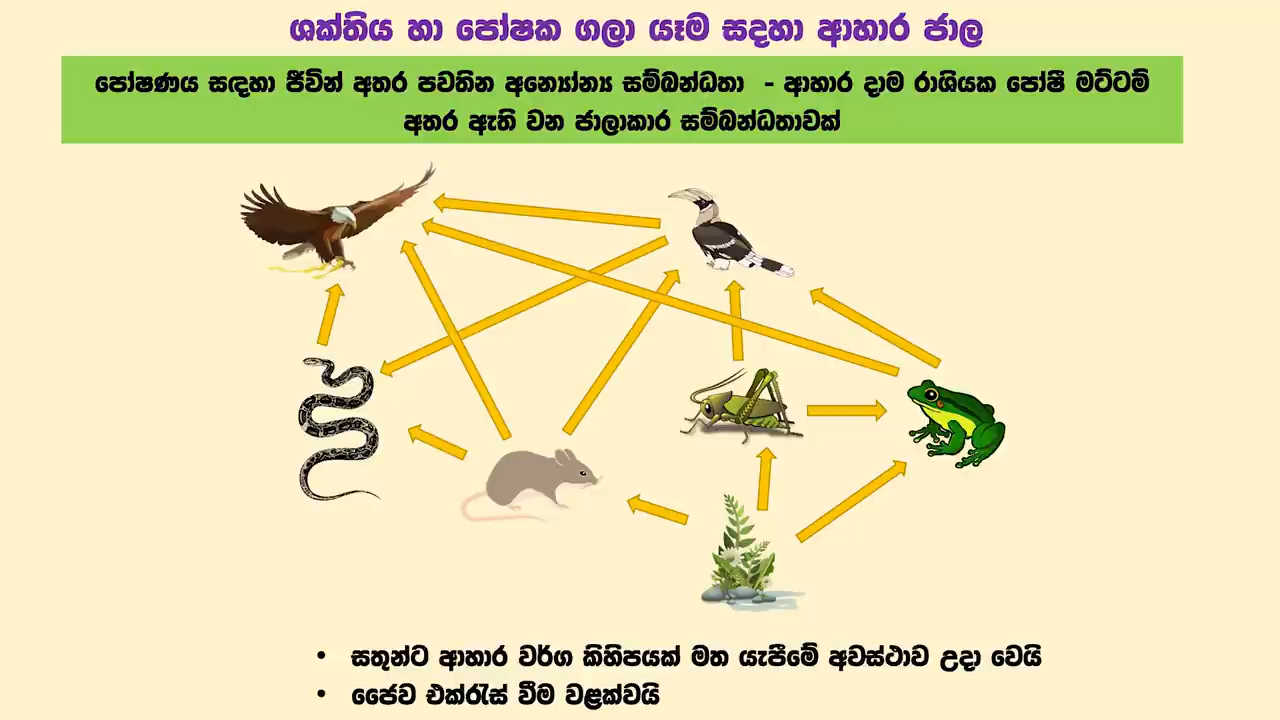 ශක්තිය හා පෝෂක ගලා යෑම සදහා ආහාර ජාල
පෝෂණය සඳහා ජීවින් අතර පවතින අන්‍යෝන්‍ය සම්බන්ධතා - ආහාර දාම රාශියක පෝෂී මට්ටම්
අතර ඇති වන ජාලාකාර සම්බන්ධතාවක්
• සතුන්ට ආහාර වර්ග කිහිපයක් මත යැපීමේ අවස්ථාව උදා වෙයි
• ජෛව එක්රැස් වීම වළක්වයි